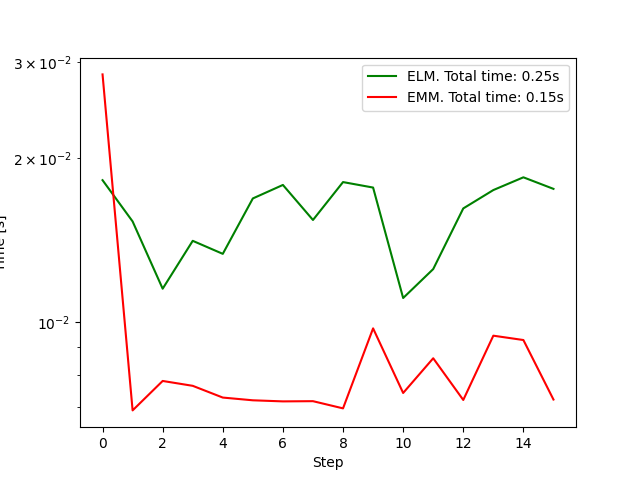 ELM. Total time: 0.25s
EMM. Total time: 0.15s
3 × 10⁻²
2 × 10⁻²
10⁻²
[s]
0 2 4 6 8 10 12 14
Step